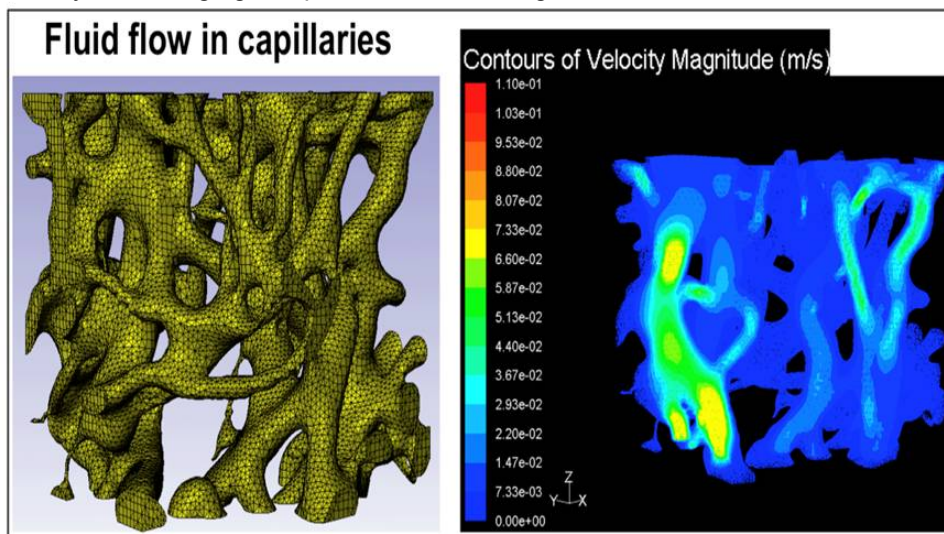 Fluid flow in capillaries
Contours of Velocity Magnitude (m/s)
1.10e-01
1.03e-01
9.53e-02
8.80e-02
8.07e-02
7.33e-02
6.60e-02
5.87e-02
5.13e-02
4.40e-02
3.67e-02
2.93e-02
2.20e-02
1.47e-02
7.33e-03
0.00e+00
Z
Y X